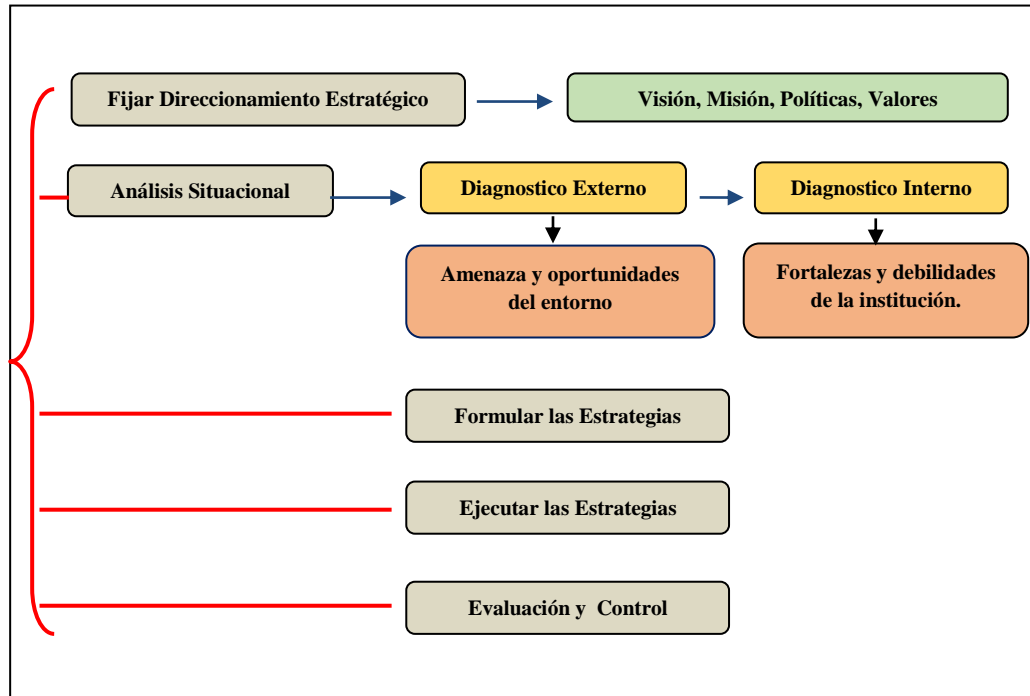 Fijar Direccionamiento Estratégico
Visión, Misión, Políticas, Valores
Análisis Situacional
Diagnostico Externo
Diagnostico Interno
Amenaza y oportunidades
del entorno
Fortalezas y debilidades
de la institución.
Formular las Estrategias
Ejecutar las Estrategias
Evaluación y  Control